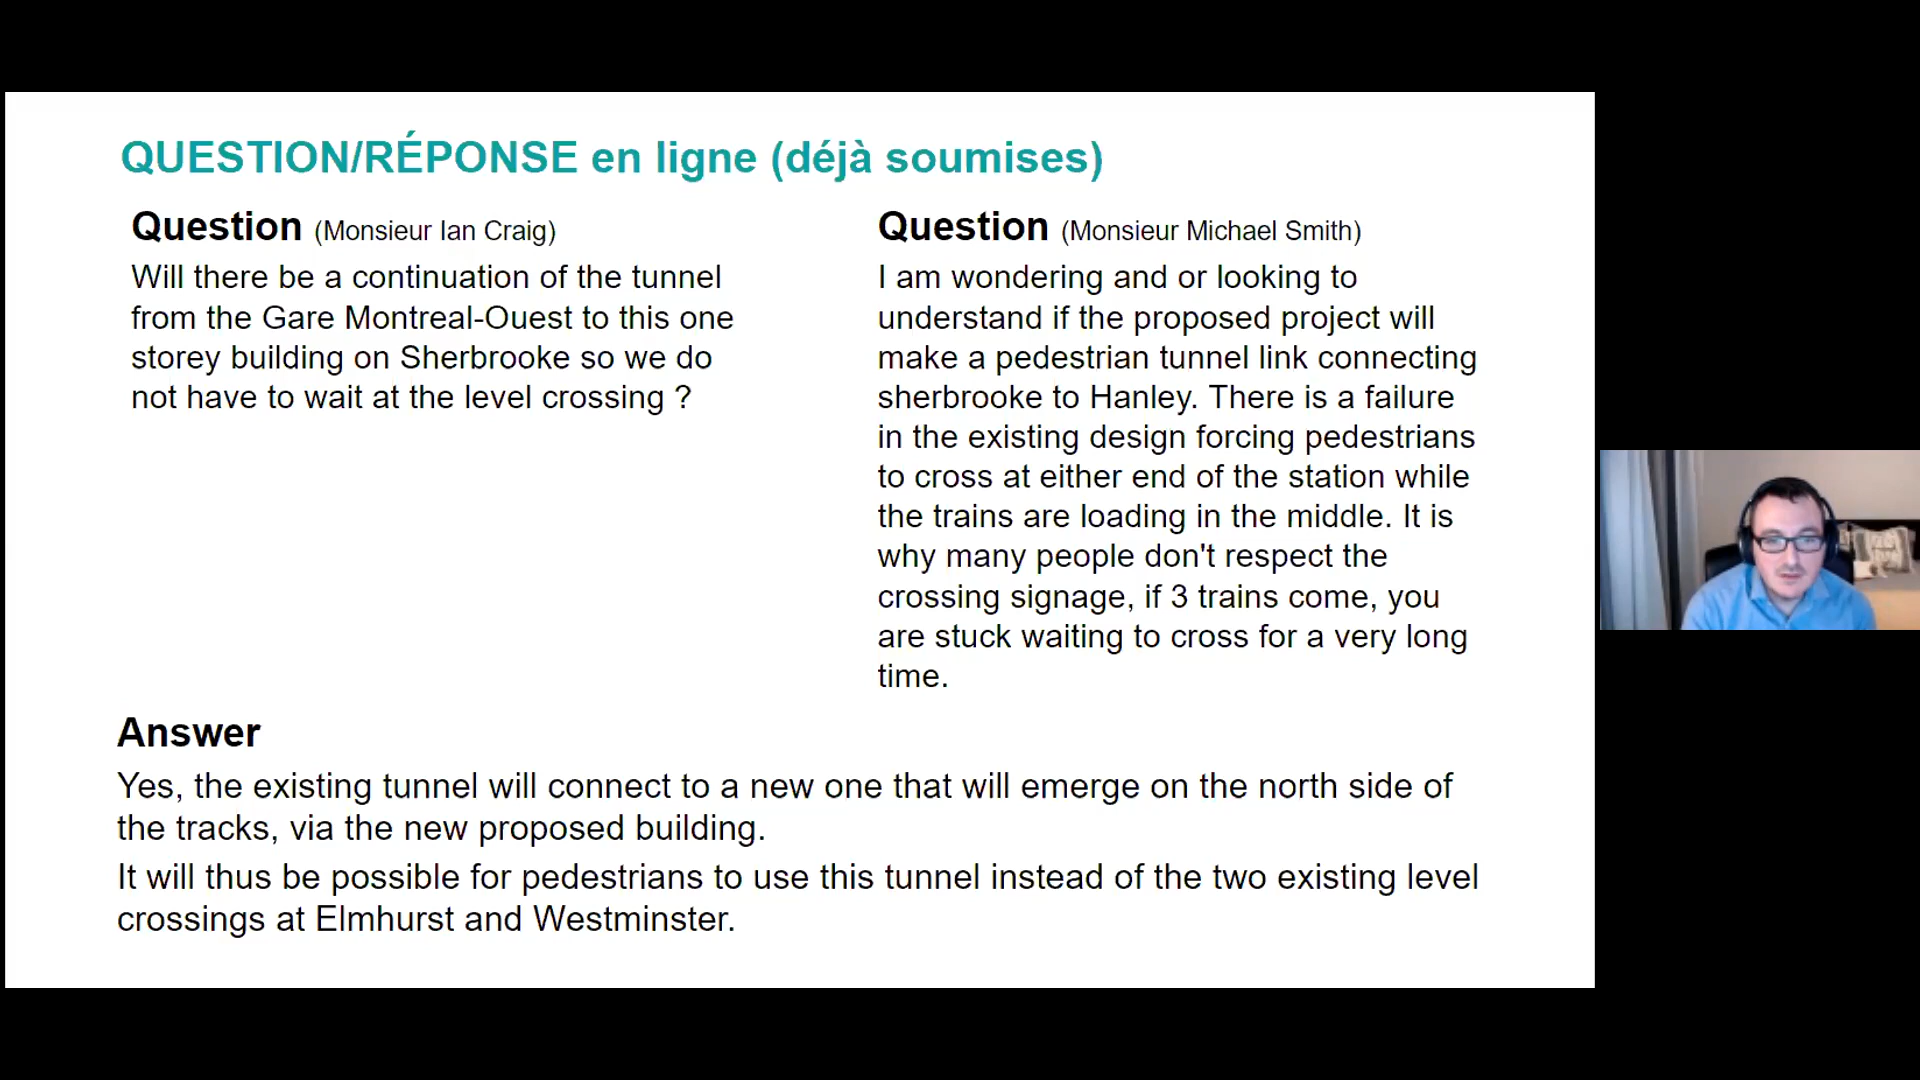 QUESTION/RÉPONSE en ligne (déjà soumises)
Question (Monsieur Ian Craig)
Will there be a continuation of the tunnel
from the Gare Montreal-Ouest to this one
storey building on Sherbrooke so we do
not have to wait at the level crossing ?
Question (Monsieur Michael Smith)
I am wondering and or looking to
understand if the proposed project will
make a pedestrian tunnel link connecting
sherbrooke to Hanley. There is a failure
in the existing design forcing pedestrians
to cross at either end of the station while
the trains are loading in the middle. It is
why many people don't respect the
crossing signage, if 3 trains come, you
are stuck waiting to cross for a very long
time.
Answer
Yes, the existing tunnel will connect to a new one that will emerge on the north side of
the tracks, via the new proposed building.
It will thus be possible for pedestrians to use this tunnel instead of the two existing level
crossings at Elmhurst and Westminster.